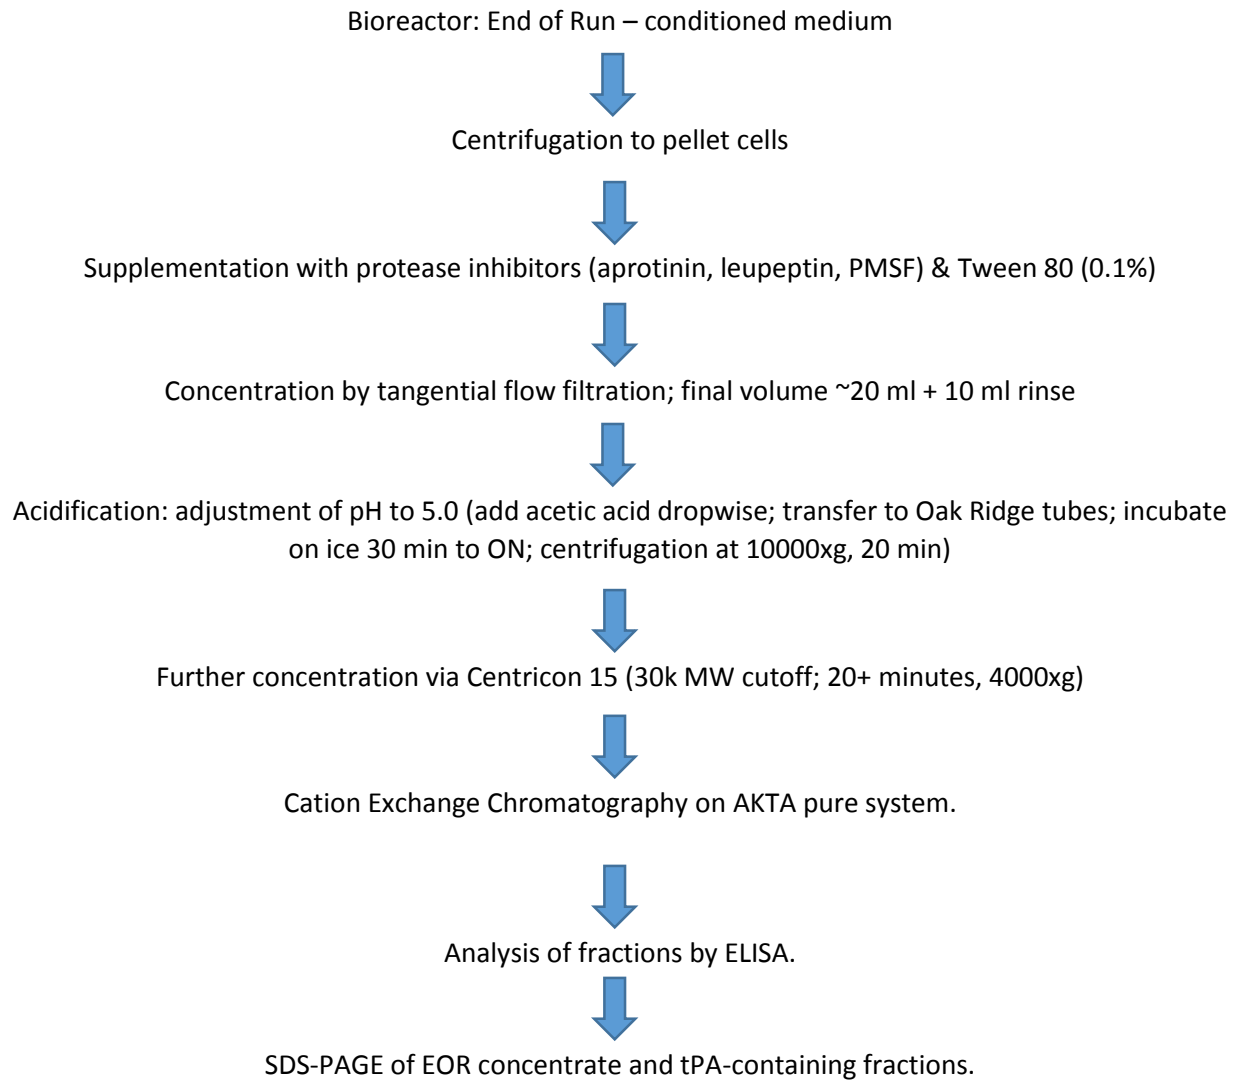 Bioreactor: End of Run – conditioned medium
Centrifugation to pellet cells
Supplementation with protease inhibitors (aprotinin, leupeptin, PMSF) & Tween 80 (0.1%)
Concentration by tangential flow filtration; final volume ~20 ml + 10 ml rinse
Acidification: adjustment of pH to 5.0 (add acetic acid dropwise; transfer to Oak Ridge tubes; incubate
on ice 30 min to ON; centrifugation at 10000xg, 20 min)
Further concentration via Centricon 15 (30k MW cutoff; 20+ minutes, 4000xg)
Cation Exchange Chromatography on AKTA pure system.
Analysis of fractions by ELISA.
SDS-PAGE of EOR concentrate and tPA-containing fractions.